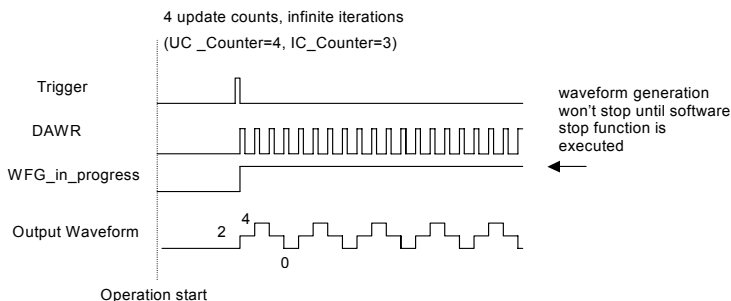 4 update counts, infinite iterations
(UC _Counter=4, IC_Counter=3)
Trigger
waveform generation
won't stop until software
stop function is
executed
DAWR
WFG_in_progress
Output Waveform
2
4
0
Operation start